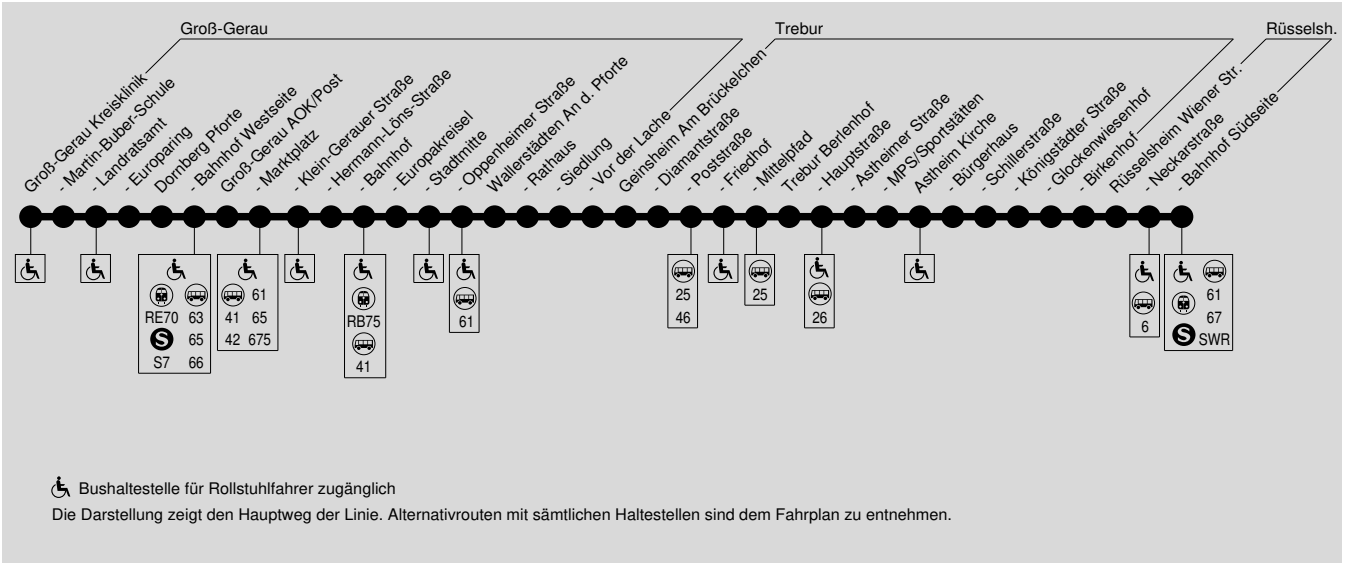 Groß-Gerau
Trebur
Rüsselsh.
Groß-Gerau Kreisklinik
- Martin-Buber-Schule
- Landratsamt
- Europaring
Dornberg Pforte
- Bahnhof Westseite
Groß-Gerau AOK/Post
- Marktplatz
- Klein-Gerauer Straße
- Hermann-Löns-Straße
- Bahnhof
- Europakreisel
- Stadtmitte
- Oppenheimer Straße
Wallerstädten An d. Pforte
- Rathaus
- Siedlung
- Vor der Lache
Geinsheim Am Brückelchen
- Diamantstraße
- Poststraße
- Friedhof
- Mittelpfad
Trebur Berlenhof
- Hauptstraße
- Astheimer Straße
- MPS/Sportstätten
Astheim Kirche
- Bürgerhaus
- Schillerstraße
- Königstädter Straße
- Glockenwiesenhof
- Birkenhof
Rüsselsheim Wiener Str.
- Neckarstraße
- Bahnhof Südseite
RE70 63
S 65
S7 66
61
41 65
42 675
RB75
41
61
25
46
25
26
6
61
67
S SWR
Bushaltestelle für Rollstuhlfahrer zugänglich
Die Darstellung zeigt den Hauptweg der Linie. Alternativrouten mit sämtlichen Haltestellen sind dem Fahrplan zu entnehmen.